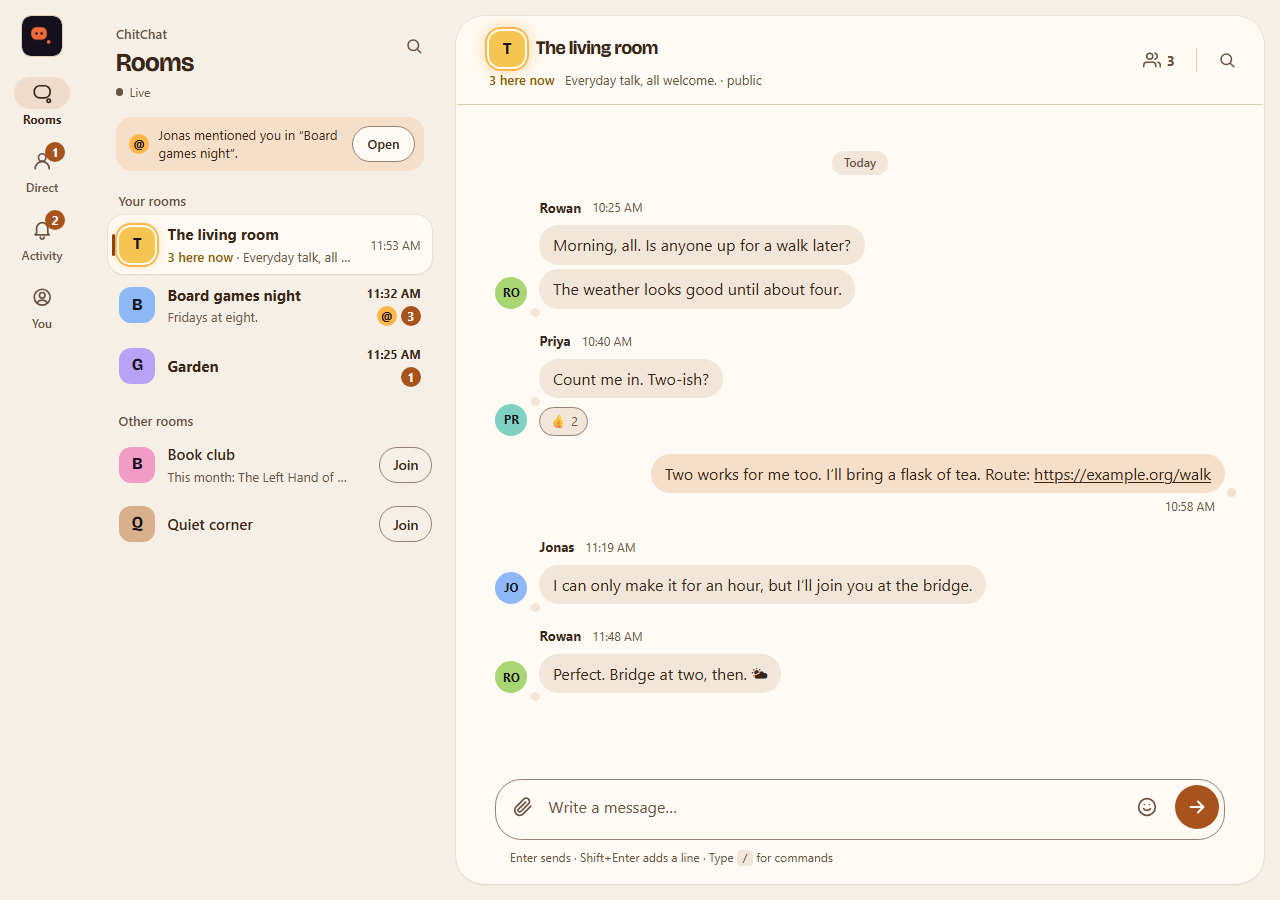 ChitChat
Rooms
Live
Rooms
1
Direct
2
Activity
You
@ Jonas mentioned you in “Board
games night”.
Open
Your rooms
T
The living room
11:53 AM
3 here now · Everyday talk, all ...
B
Board games night
11:32 AM
Fridays at eight.
@ 3
G
Garden
11:25 AM
1
Other rooms
B
Book club
This month: The Left Hand of ...
Join
Q
Quiet corner
Join
T
The living room
3 here now Everyday talk, all welcome. · public
3
Today
Rowan 10:25 AM
Morning, all. Is anyone up for a walk later?
RO
The weather looks good until about four.
Priya 10:40 AM
Count me in. Two-ish?
PR
👍 2
Two works for me too. I’ll bring a flask of tea. Route: https://example.org/walk
10:58 AM
Jonas 11:19 AM
JO
I can only make it for an hour, but I’ll join you at the bridge.
Rowan 11:48 AM
RO
Perfect. Bridge at two, then. 🌥
Write a message...
Enter sends · Shift+Enter adds a line · Type / for commands